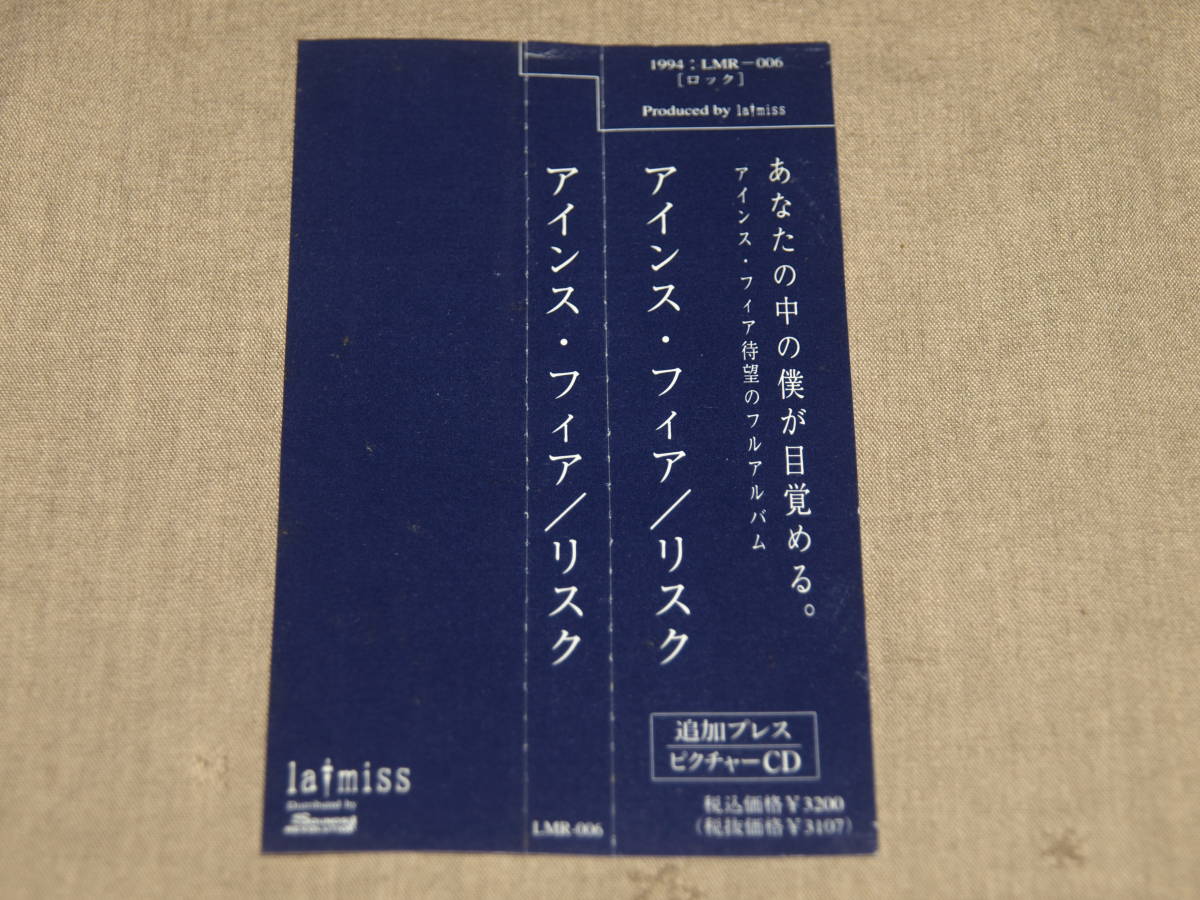 1994：LMR－006
［ロック］
Produced by la†miss
あなたの中の僕が目覚める。
アインス・フィア待望のフルアルバム
アインス・フィア／リスク
追加プレス
ピクチャーCD
税込価格￥3200
（税抜価格￥3107）
アインス・フィア／リスク
LMR-006
la†miss
Distributed by